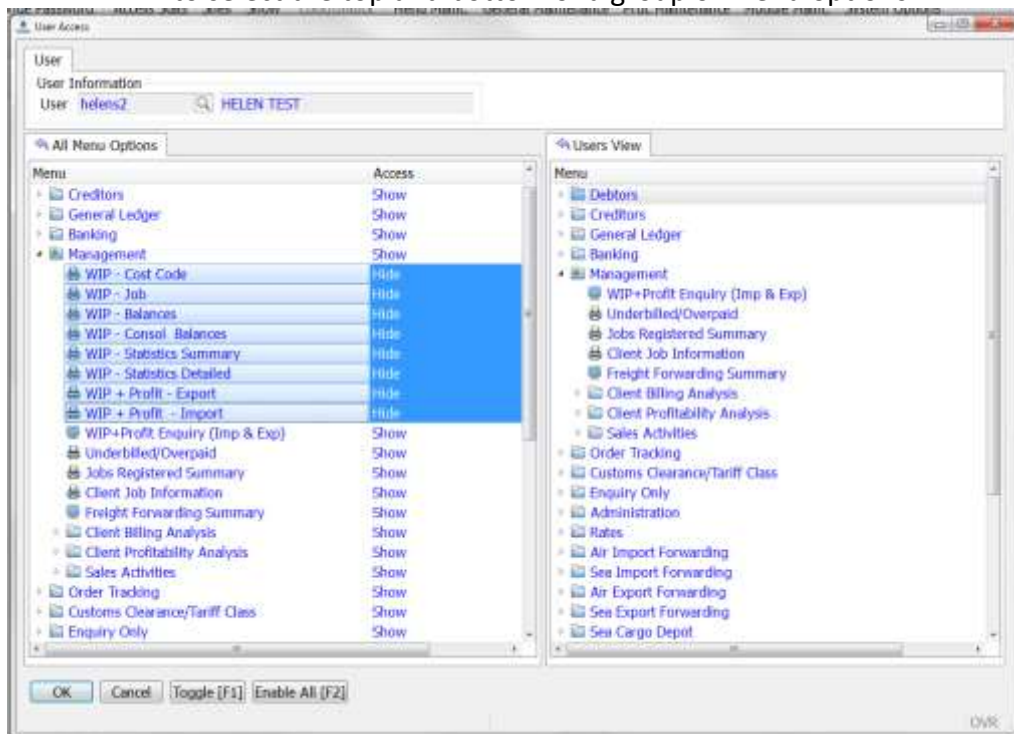 User Access
User
User Information
User helens2 HELEN TEST
All Menu Options
Menu Access
Creditors Show
General Ledger Show
Banking Show
Management Show
WIP - Cost Code Hide
WIP - Job Hide
WIP - Balances Hide
WIP - Consol Balances Hide
WIP - Statistics Summary Hide
WIP - Statistics Detailed Hide
WIP + Profit - Export Hide
WIP + Profit - Import Hide
WIP+Profit Enquiry (Imp & Exp) Show
Underbilled/Overpaid Show
Jobs Registered Summary Show
Client Job Information Show
Freight Forwarding Summary Show
Client Billing Analysis Show
Client Profitability Analysis Show
Sales Activities Show
Order Tracking Show
Customs Clearance/Tariff Class Show
Enquiry Only Show
Users View
Menu
Debtors
Creditors
General Ledger
Banking
Management
WIP+Profit Enquiry (Imp & Exp)
Underbilled/Overpaid
Jobs Registered Summary
Client Job Information
Freight Forwarding Summary
Client Billing Analysis
Client Profitability Analysis
Sales Activities
Order Tracking
Customs Clearance/Tariff Class
Enquiry Only
Administration
Rates
Air Import Forwarding
Sea Import Forwarding
Air Export Forwarding
Sea Export Forwarding
Sea Cargo Depot
OK Cancel Toggle [F1] Enable All [F2]
OVR